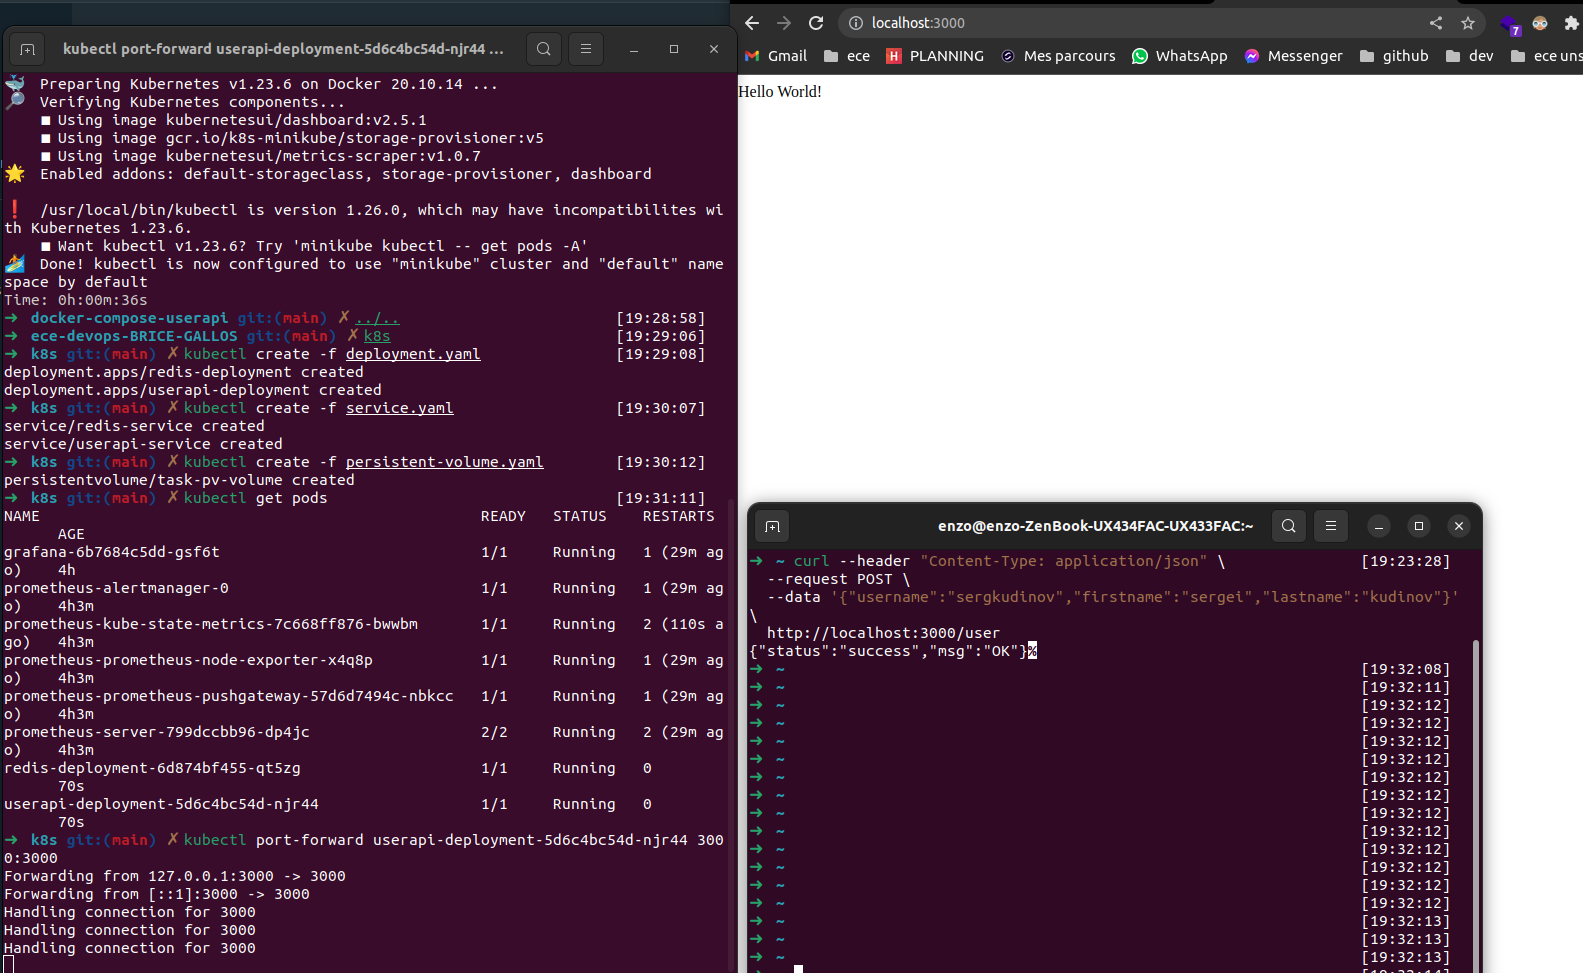 kubectl port-forward userapi-deployment-5d6c4bc54d-njr44 ...
Preparing Kubernetes v1.23.6 on Docker 20.10.14 ...
Verifying Kubernetes components...
■ Using image kubernetesui/dashboard:v2.5.1
■ Using image gcr.io/k8s-minikube/storage-provisioner:v5
■ Using image kubernetesui/metrics-scraper:v1.0.7
Enabled addons: default-storageclass, storage-provisioner, dashboard
❗ /usr/local/bin/kubectl is version 1.26.0, which may have incompatibilites wi
th Kubernetes 1.23.6.
■ Want kubectl v1.23.6? Try 'minikube kubectl -- get pods -A'
Done! kubectl is now configured to use "minikube" cluster and "default" name
space by default
Time: 0h:00m:36s
➜ docker-compose-userapi git:(main) ✗ ../.. [19:28:58]
➜ ece-devops-BRICE-GALLOS git:(main) ✗ k8s [19:29:06]
➜ k8s git:(main) ✗ kubectl create -f deployment.yaml [19:29:08]
deployment.apps/redis-deployment created
deployment.apps/userapi-deployment created
➜ k8s git:(main) ✗ kubectl create -f service.yaml [19:30:07]
service/redis-service created
service/userapi-service created
➜ k8s git:(main) ✗ kubectl create -f persistent-volume.yaml [19:30:12]
persistentvolume/task-pv-volume created
➜ k8s git:(main) ✗ kubectl get pods [19:31:11]
NAME READY STATUS RESTARTS
AGE
grafana-6b7684c5dd-gsf6t 1/1 Running 1 (29m ag
o) 4h
prometheus-alertmanager-0 1/1 Running 1 (29m ag
o) 4h3m
prometheus-kube-state-metrics-7c668ff876-bwwbm 1/1 Running 2 (110s a
go) 4h3m
prometheus-prometheus-node-exporter-x4q8p 1/1 Running 1 (29m ag
o) 4h3m
prometheus-prometheus-pushgateway-57d6d7494c-nbkcc 1/1 Running 1 (29m ag
o) 4h3m
prometheus-server-799dccbb96-dp4jc 2/2 Running 2 (29m ag
o) 4h3m
redis-deployment-6d874bf455-qt5zg 1/1 Running 0
70s
userapi-deployment-5d6c4bc54d-njr44 1/1 Running 0
70s
➜ k8s git:(main) ✗ kubectl port-forward userapi-deployment-5d6c4bc54d-njr44 300
0:3000
Forwarding from 127.0.0.1:3000 -> 3000
Forwarding from [::1]:3000 -> 3000
Handling connection for 3000
Handling connection for 3000
Handling connection for 3000
localhost:3000
7
Gmail ece H PLANNING Mes parcours WhatsApp Messenger github dev ece uns
Hello World!
enzo@enzo-ZenBook-UX434FAC-UX433FAC:~
➜ ~ curl --header "Content-Type: application/json" \ [19:23:28]
--request POST \
--data '{"username":"sergkudinov","firstname":"sergei","lastname":"kudinov"}'
\
http://localhost:3000/user
{"status":"success","msg":"OK"}%
➜ ~ [19:32:08]
➜ ~ [19:32:11]
➜ ~ [19:32:12]
➜ ~ [19:32:12]
➜ ~ [19:32:12]
➜ ~ [19:32:12]
➜ ~ [19:32:12]
➜ ~ [19:32:12]
➜ ~ [19:32:12]
➜ ~ [19:32:12]
➜ ~ [19:32:12]
➜ ~ [19:32:12]
➜ ~ [19:32:12]
➜ ~ [19:32:12]
➜ ~ [19:32:13]
➜ ~ [19:32:13]
➜ ~ [19:32:13]